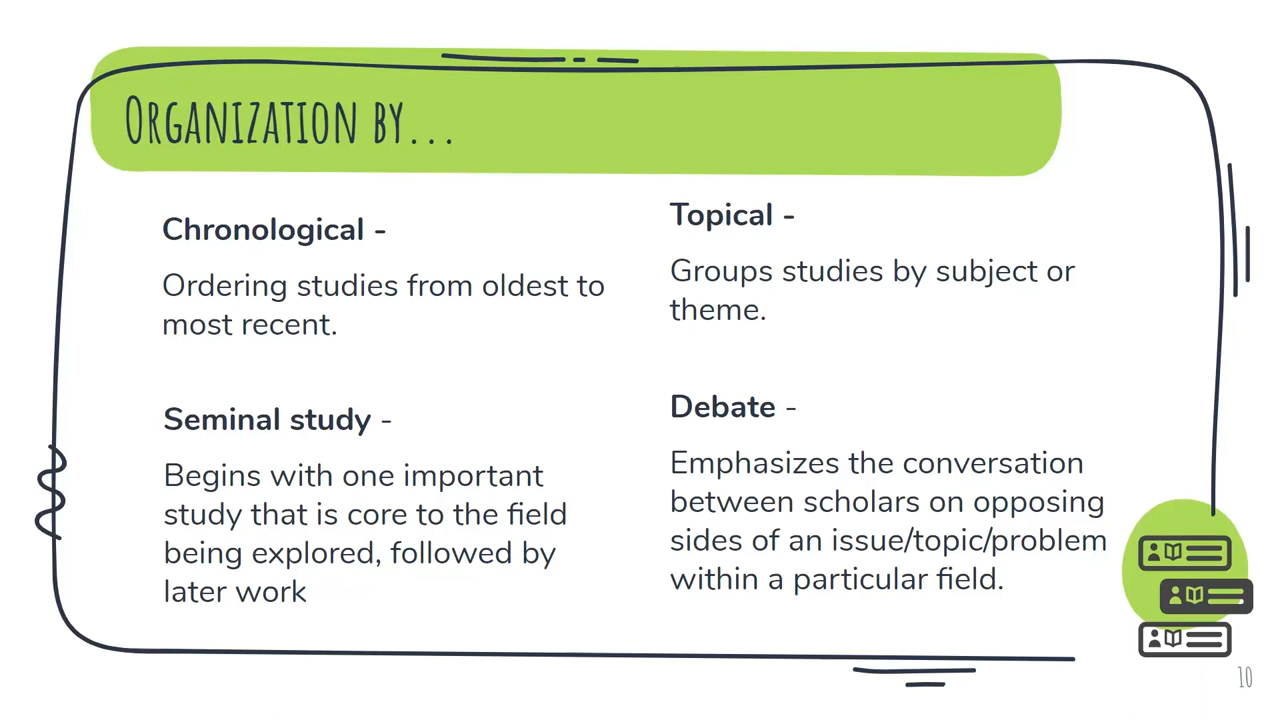 Organization by...
Chronological -
Ordering studies from oldest to
most recent.
Seminal study -
Begins with one important
study that is core to the field
being explored, followed by
later work
Topical -
Groups studies by subject or
theme.
Debate -
Emphasizes the conversation
between scholars on opposing
sides of an issue/topic/problem
within a particular field.
10